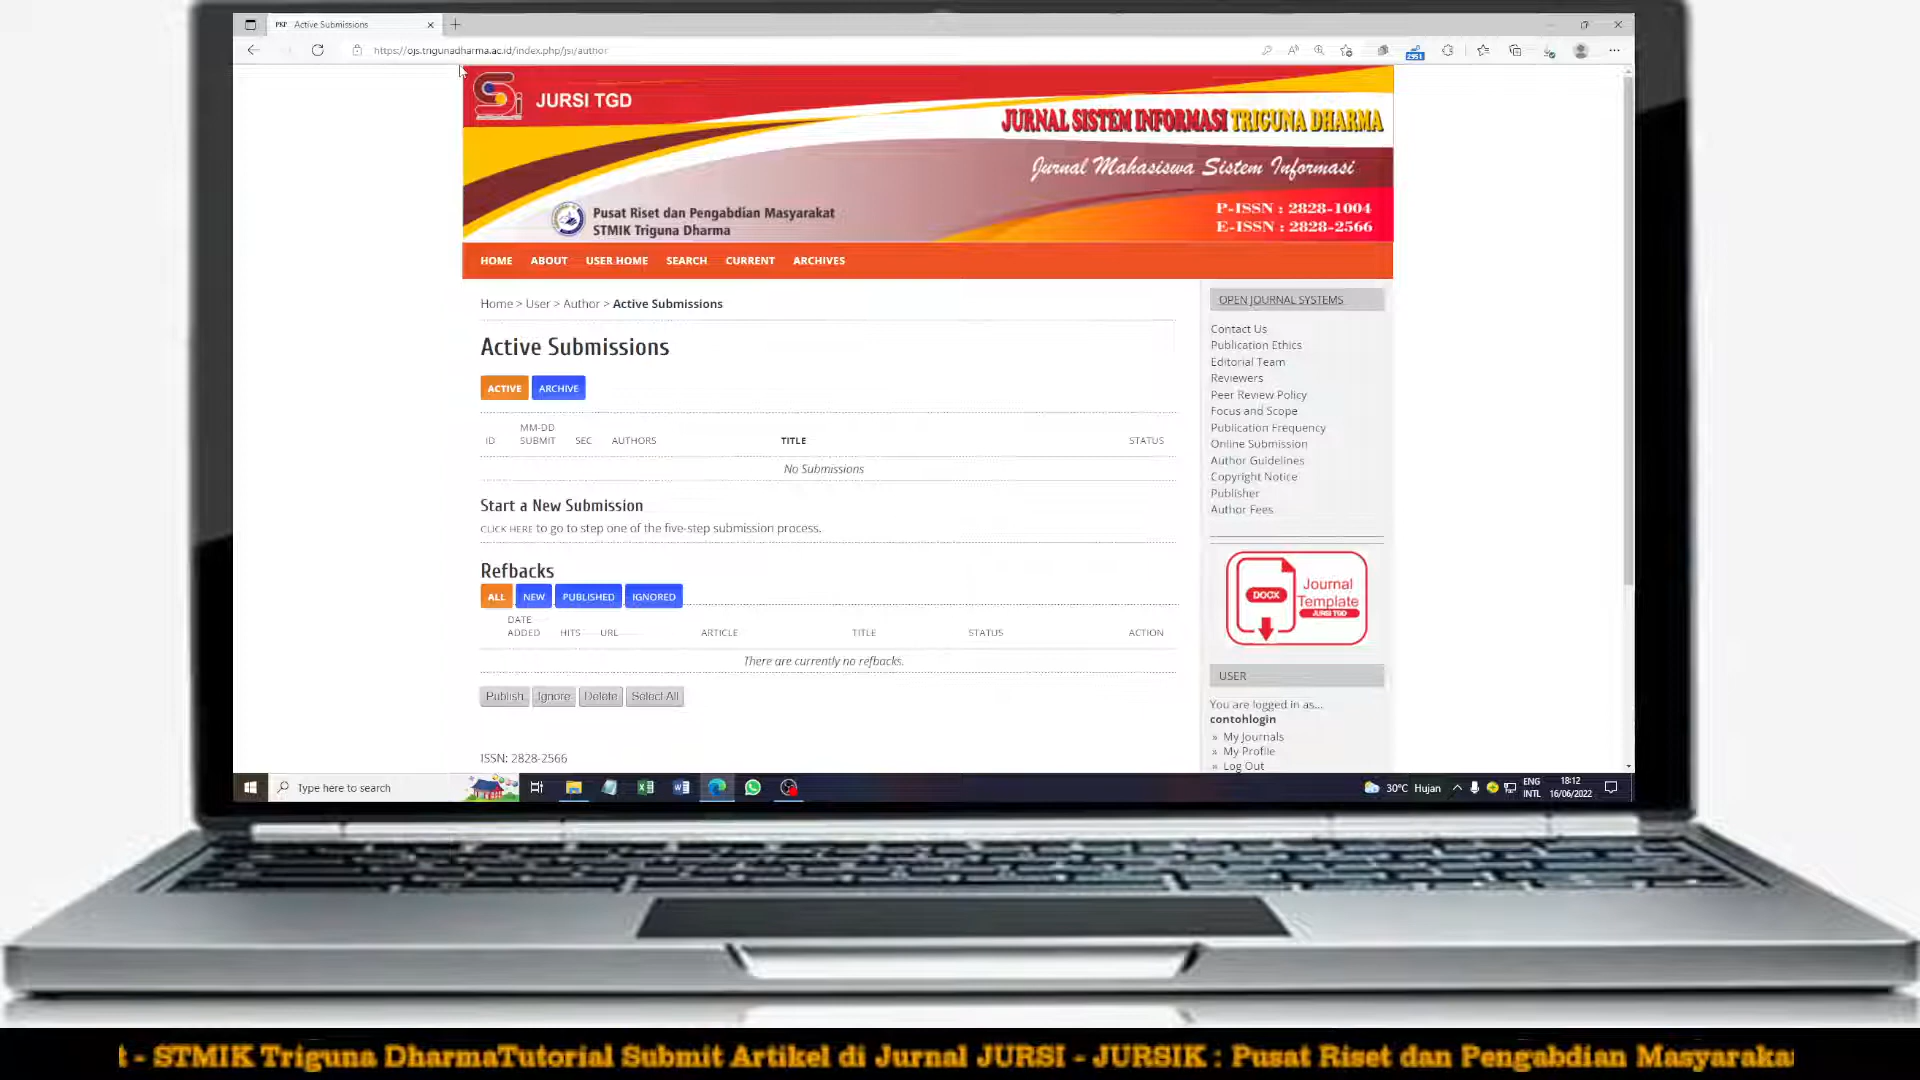 PKP Active Submissions
https://ojs.trigunadharma.ac.id/index.php/jsi/author
2951
JURSI TGD
JURNAL SISTEM INFORMASI TRIGUNA DHARMA
Jurnal Mahasiswa Sistem Informasi
Pusat Riset dan Pengabdian Masyarakat
STMIK Triguna Dharma
P-ISSN : 2828-1004
E-ISSN : 2828-2566
HOME ABOUT USER HOME SEARCH CURRENT ARCHIVES
Home > User > Author > Active Submissions
Active Submissions
ACTIVE ARCHIVE
ID MM-DD SUBMIT SEC AUTHORS TITLE STATUS
No Submissions
Start a New Submission
CLICK HERE to go to step one of the five-step submission process.
Refbacks
ALL NEW PUBLISHED IGNORED
DATE ADDED HITS URL ARTICLE TITLE STATUS ACTION
There are currently no refbacks.
Publish Ignore Delete Select All
ISSN: 2828-2566
OPEN JOURNAL SYSTEMS
Contact Us
Publication Ethics
Editorial Team
Reviewers
Peer Review Policy
Focus and Scope
Publication Frequency
Online Submission
Author Guidelines
Copyright Notice
Publisher
Author Fees
DOCX
Journal
Template
JURSI TGD
USER
You are logged in as...
contohlogin
» My Journals
» My Profile
» Log Out
Type here to search
30°C Hujan
ENG
INTL
18:12
16/06/2022
t - STMIK Triguna DharmaTutorial Submit Artikel di Jurnal JURSI - JURSIK : Pusat Riset dan Pengabdian Masyaraka